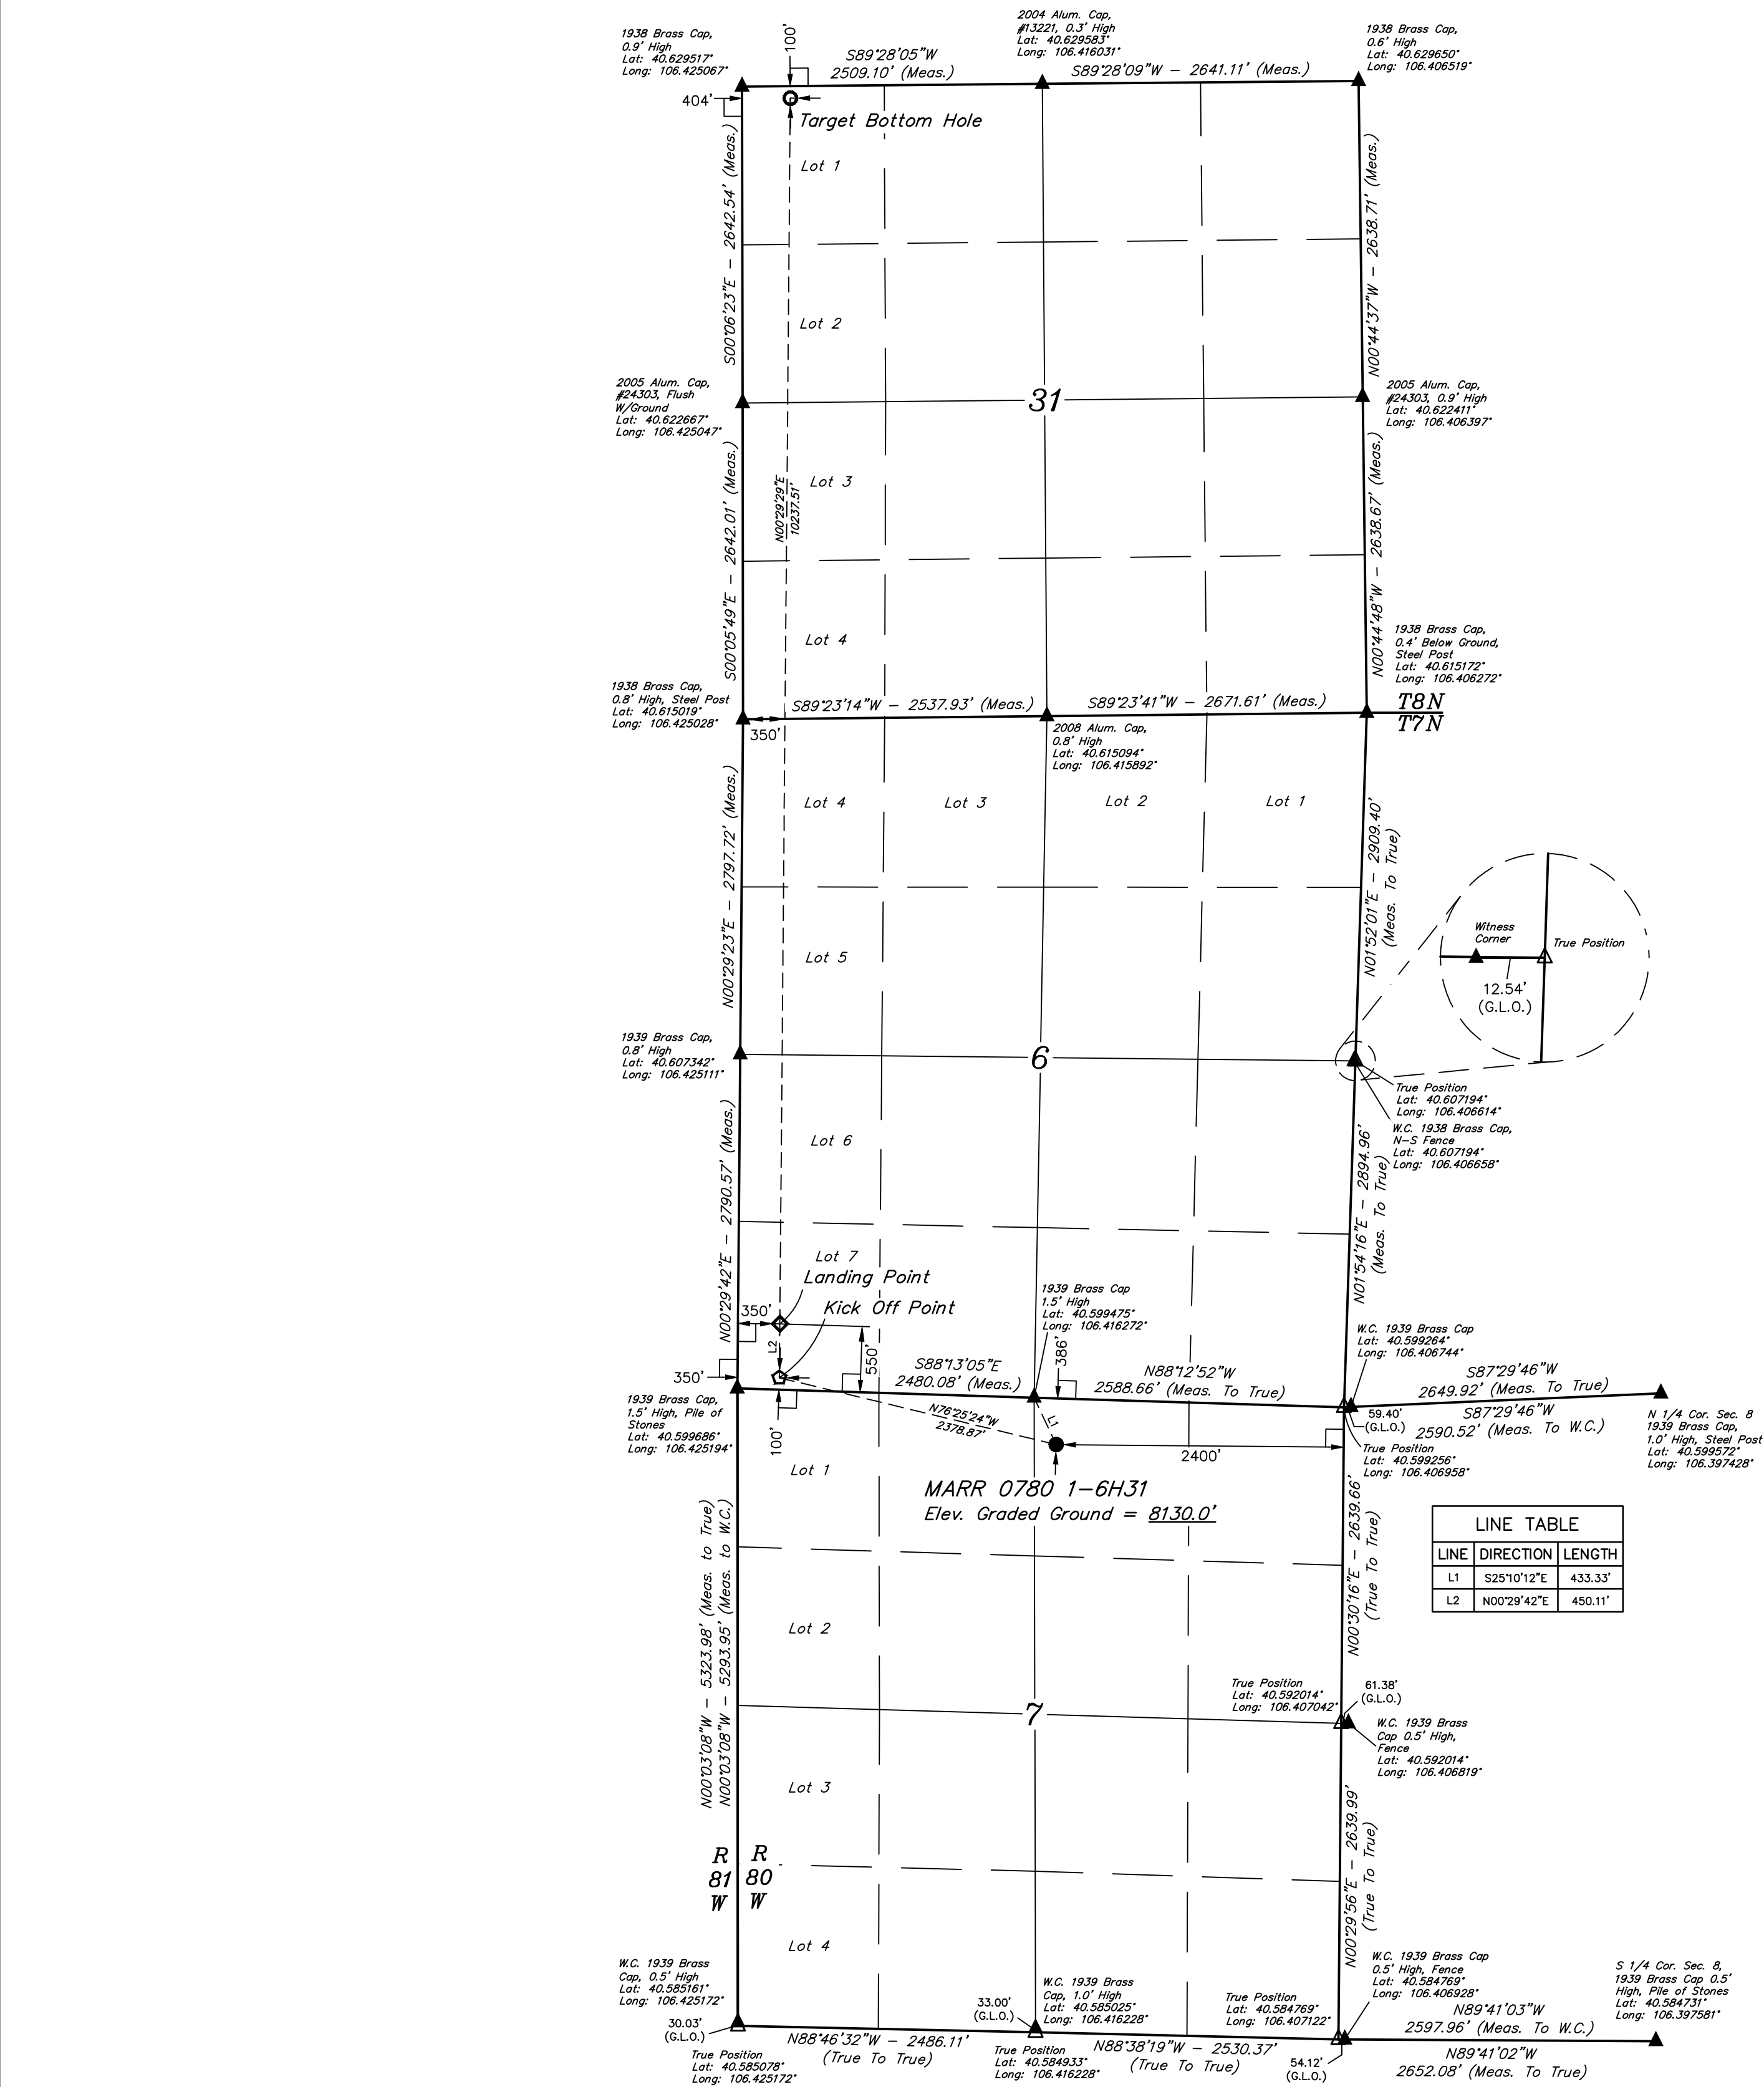 1938 Brass Cap,
0.9' High
Lat: 40.629517°
Long: 106.425067°
100'
S89°28'05"W
2509.10' (Meas.)
2004 Alum. Cap,
#13221, 0.3' High
Lat: 40.629583°
Long: 106.416031°
S89°28'09"W – 2641.11' (Meas.)
1938 Brass Cap,
0.6' High
Lat: 40.629650°
Long: 106.406519°
404'
Target Bottom Hole
Lot 1
S00°06'23"E – 2642.54' (Meas.)
N00°44'37"W – 2638.71' (Meas.)
Lot 2
2005 Alum. Cap,
#24303, Flush
W/Ground
Lat: 40.622667°
Long: 106.425047°
31
2005 Alum. Cap,
#24303, 0.9' High
Lat: 40.622411°
Long: 106.406397°
S00°05'49"E – 2642.01' (Meas.)
N00°29'29"E
10237.51'
Lot 3
N00°44'48"W – 2638.67' (Meas.)
Lot 4
1938 Brass Cap,
0.4' Below Ground,
Steel Post
Lat: 40.615172°
Long: 106.406272°
1938 Brass Cap,
0.8' High, Steel Post
Lat: 40.615019°
Long: 106.425028°
S89°23'14"W – 2537.93' (Meas.)
S89°23'41"W – 2671.61' (Meas.)
T8N
T7N
350'
2008 Alum. Cap,
0.8' High
Lat: 40.615094°
Long: 106.415892°
Lot 4
Lot 3
Lot 2
Lot 1
N00°29'23"E – 2797.72' (Meas.)
N01°52'01"E – 2909.40'
(Meas. To True)
Lot 5
Witness
Corner
True Position
12.54'
(G.L.O.)
1939 Brass Cap,
0.8' High
Lat: 40.607342°
Long: 106.425111°
6
True Position
Lat: 40.607194°
Long: 106.406614°
W.C. 1938 Brass Cap,
N–S Fence
Lat: 40.607194°
Long: 106.406658°
Lot 6
N00°29'42"E – 2790.57' (Meas.)
N01°54'16"E – 2894.96'
(Meas. To True)
Lot 7
Landing Point
Kick Off Point
350'
L2
550'
1939 Brass Cap
1.5' High
Lat: 40.599475°
Long: 106.416272°
386'
W.C. 1939 Brass Cap
Lat: 40.599264°
Long: 106.406744°
350'
S88°13'05"E
2480.08' (Meas.)
N88°12'52"W
2588.66' (Meas. To True)
S87°29'46"W
2649.92' (Meas. To True)
S87°29'46"W
2590.52' (Meas. To W.C.)
59.40'
(G.L.O.)
1939 Brass Cap,
1.5' High, Pile of
Stones
Lat: 40.599686°
Long: 106.425194°
100'
N76°25'24"W
2378.87'
L1
2400'
True Position
Lat: 40.599256°
Long: 106.406958°
N 1/4 Cor. Sec. 8
1939 Brass Cap,
1.0' High, Steel Post
Lat: 40.599572°
Long: 106.397428°
Lot 1
MARR 0780 1–6H31
Elev. Graded Ground = 8130.0'
N00°30'16"E – 2639.66'
(True To True)
LINE TABLE
LINE DIRECTION LENGTH
L1 S25°10'12"E 433.33'
L2 N00°29'42"E 450.11'
N00°03'08"W – 5323.98' (Meas. to True)
N00°03'08"W – 5293.95' (Meas. to W.C.)
Lot 2
True Position
Lat: 40.592014°
Long: 106.407042°
61.38'
(G.L.O.)
7
W.C. 1939 Brass
Cap 0.5' High,
Fence
Lat: 40.592014°
Long: 106.406819°
Lot 3
N00°29'56"E – 2639.99'
(True To True)
R R
81 80
W W
Lot 4
W.C. 1939 Brass
Cap, 0.5' High
Lat: 40.585161°
Long: 106.425172°
30.03'
(G.L.O.)
True Position
Lat: 40.585078°
Long: 106.425172°
N88°46'32"W – 2486.11'
(True To True)
33.00'
(G.L.O.)
W.C. 1939 Brass
Cap, 1.0' High
Lat: 40.585025°
Long: 106.416228°
True Position
Lat: 40.584933°
Long: 106.416228°
N88°38'19"W – 2530.37'
(True To True)
True Position
Lat: 40.584769°
Long: 106.407122°
54.12'
(G.L.O.)
W.C. 1939 Brass Cap
0.5' High, Fence
Lat: 40.584769°
Long: 106.406928°
N89°41'03"W
2597.96' (Meas. To W.C.)
N89°41'02"W
2652.08' (Meas. To True)
S 1/4 Cor. Sec. 8,
1939 Brass Cap 0.5'
High, Pile of Stones
Lat: 40.584731°
Long: 106.397581°